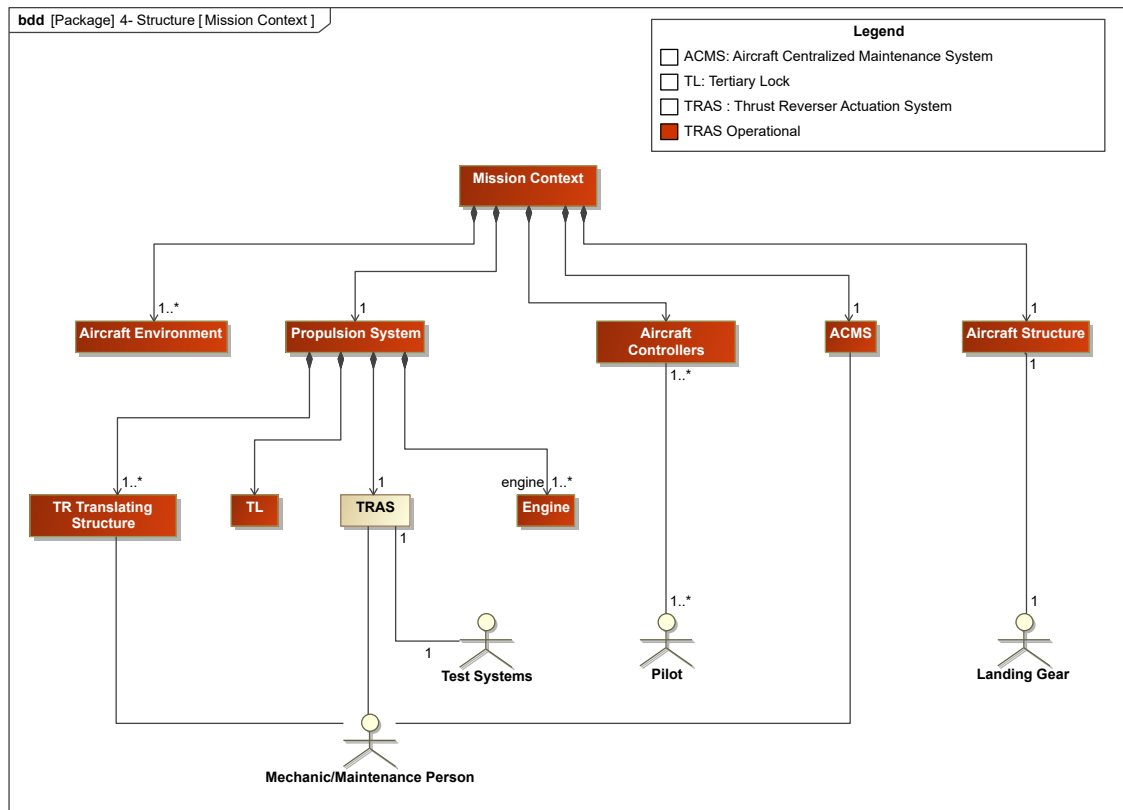 bdd [Package] 4- Structure [ Mission Context ]
Legend
ACMS: Aircraft Centralized Maintenance System
TL: Tertiary Lock
TRAS : Thrust Reverser Actuation System
TRAS Operational
Mission Context
1..*
1
1
1
Aircraft Environment
Propulsion System
Aircraft
Controllers
ACMS
Aircraft Structure
1..*
1
1..*
1
engine
1..*
TR Translating
Structure
TL
TRAS
Engine
1
1..*
1
1
Test Systems
Pilot
Landing Gear
Mechanic/Maintenance Person